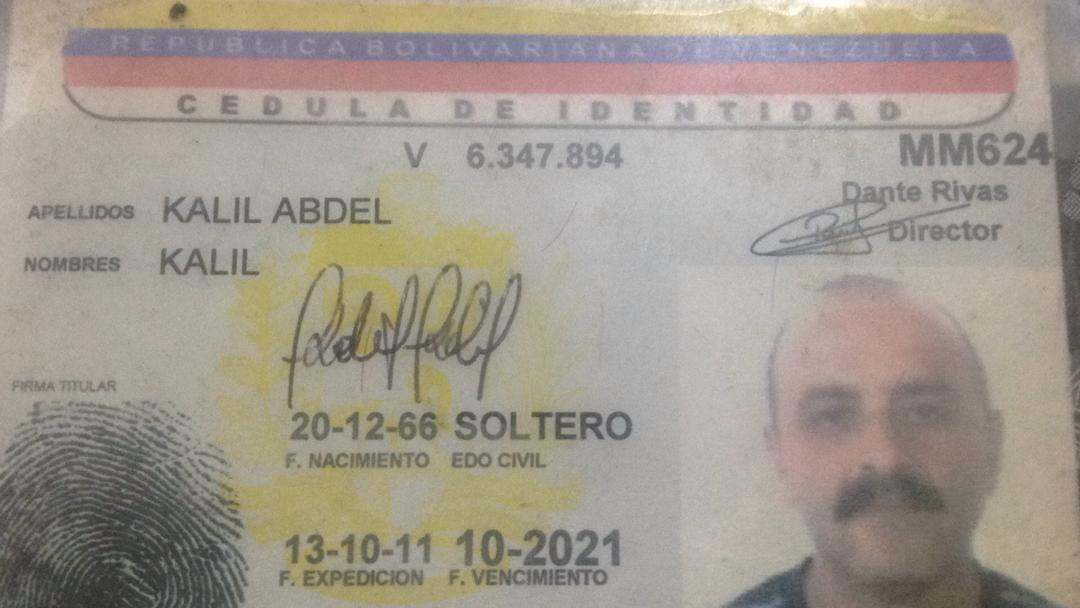 REPUBLICA BOLIVARIANA DE VENEZUELA
CEDULA DE IDENTIDAD
V 6.347.894
MM624
Dante Rivas
Director
APELLIDOS KALIL ABDEL
NOMBRES KALIL
FIRMA TITULAR
20-12-66 SOLTERO
F. NACIMIENTO EDO CIVIL
13-10-11 10-2021
F. EXPEDICION F. VENCIMIENTO